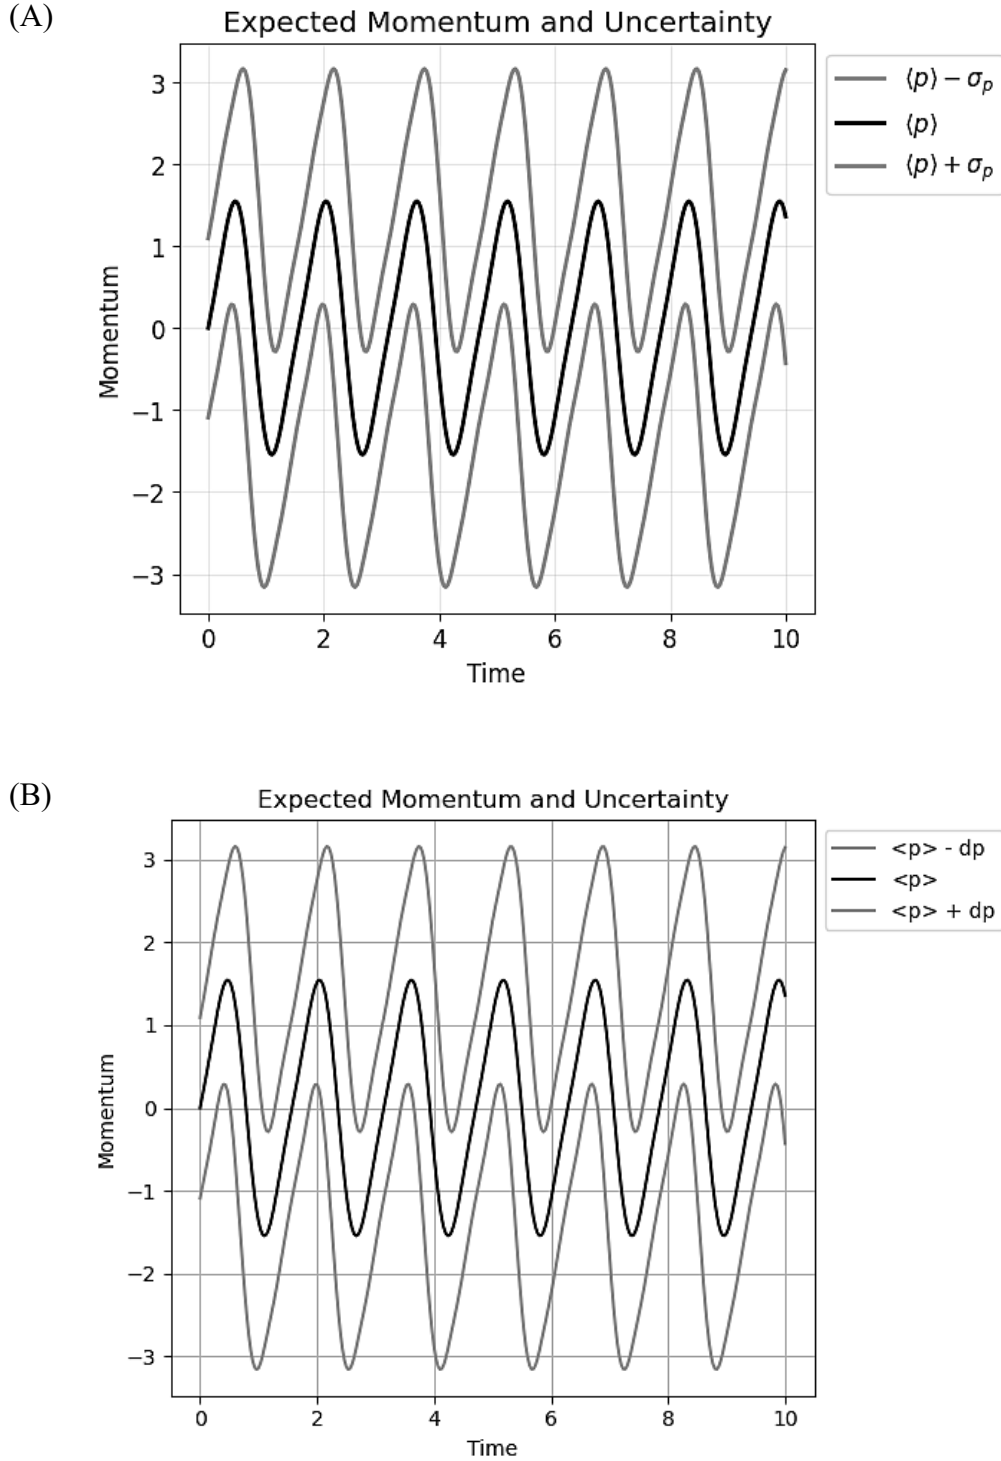 (A)
Expected Momentum and Uncertainty
⟨p⟩ − σₚ
⟨p⟩
⟨p⟩ + σₚ
3
2
1
0
−1
−2
−3
Momentum
0 2 4 6 8 10
Time
(B)
Expected Momentum and Uncertainty
<p> - dp
<p>
<p> + dp
3
2
1
0
−1
−2
−3
Momentum
0 2 4 6 8 10
Time